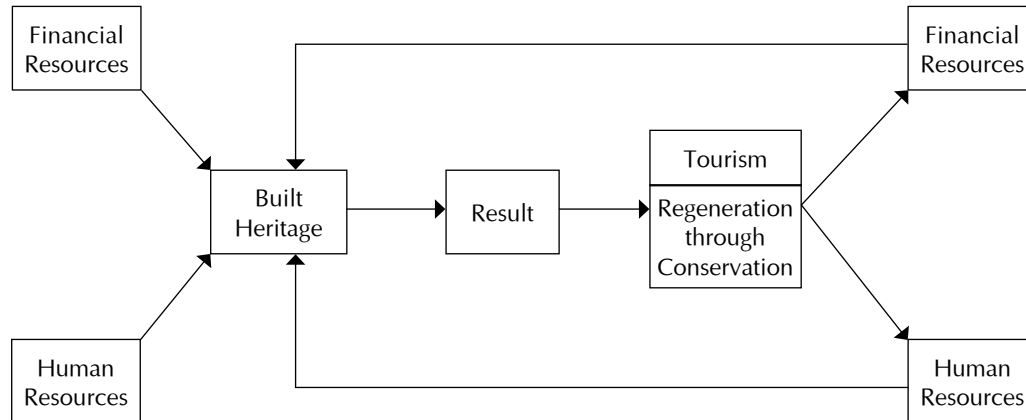 Financial
Resources
Financial
Resources
Built
Heritage
Result
Tourism
Regeneration
through
Conservation
Human
Resources
Human
Resources